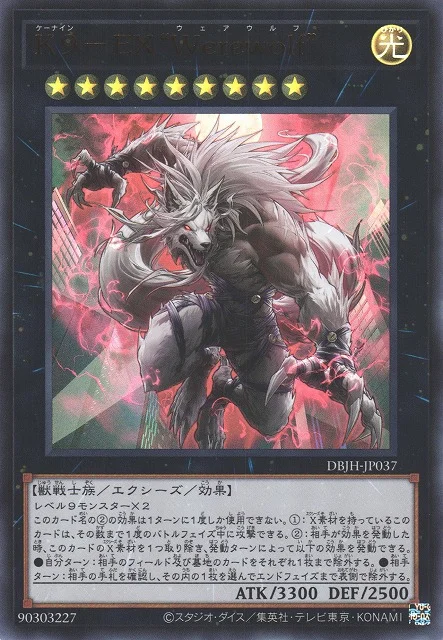 ケーナイン ウェアウルフ
K9－EX "Werewolf"
光
DBJH-JP037
【獣戦士族／エクシーズ／効果】
レベル９モンスター×２
このカード名の②の効果は１ターンに１度しか使用できない。①：X素材を持っているこ
のカードは、その数まで１度のバトルフェイズ中に攻撃できる。②：相手が効果を発動した
時、このカードのX素材を１つ取り除き、発動ターンによって以下の効果を発動できる。
●自分ターン：相手のフィールド及び墓地のカードをそれぞれ１枚まで除外する。●相手
ターン：相手の手札を確認し、その内の１枚を選んでエンドフェイズまで表側で除外する。
ATK/3300 DEF/2500
90303227 ©スタジオ・ダイス／集英社・テレビ東京・KONAMI